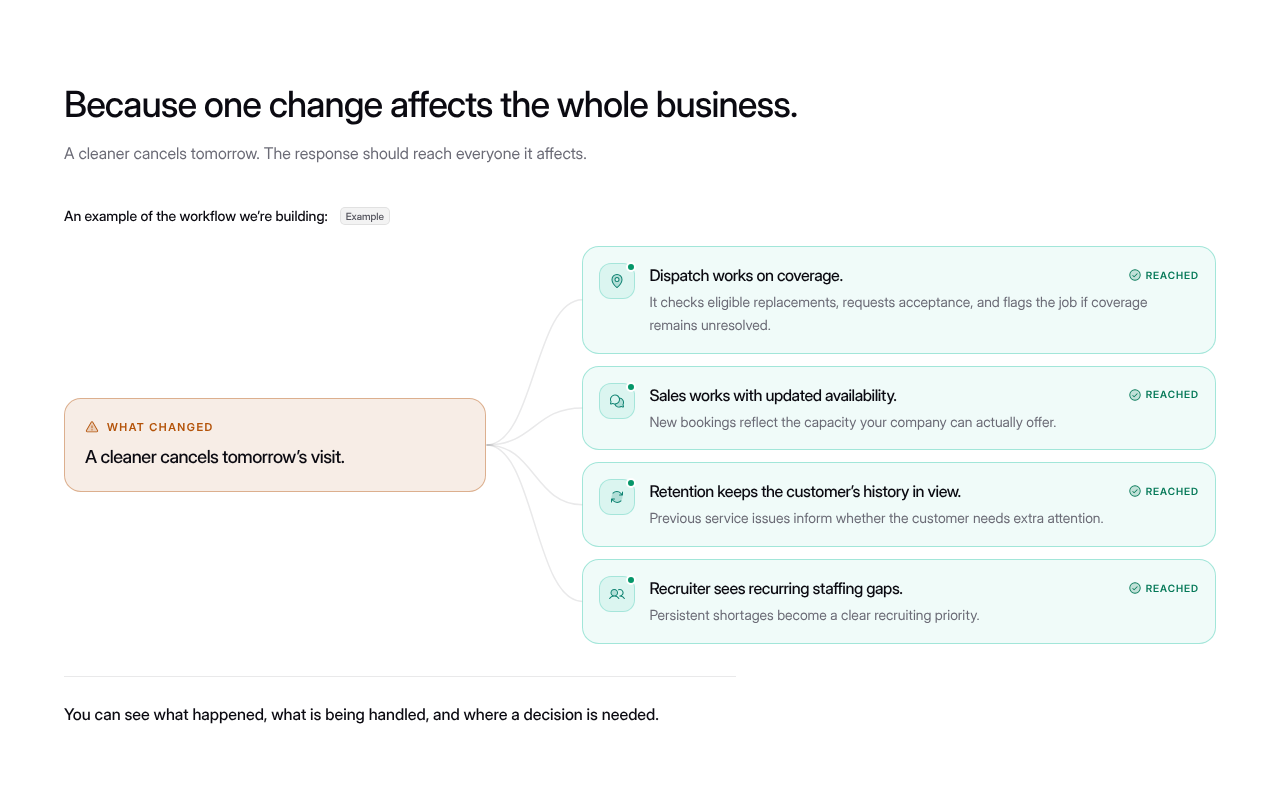 Because one change affects the whole business.
A cleaner cancels tomorrow. The response should reach everyone it affects.
An example of the workflow we’re building:
Example
WHAT CHANGED
A cleaner cancels tomorrow’s visit.
Dispatch works on coverage.
REACHED
It checks eligible replacements, requests acceptance, and flags the job if coverage
remains unresolved.
Sales works with updated availability.
REACHED
New bookings reflect the capacity your company can actually offer.
Retention keeps the customer’s history in view.
REACHED
Previous service issues inform whether the customer needs extra attention.
Recruiter sees recurring staffing gaps.
REACHED
Persistent shortages become a clear recruiting priority.
You can see what happened, what is being handled, and where a decision is needed.